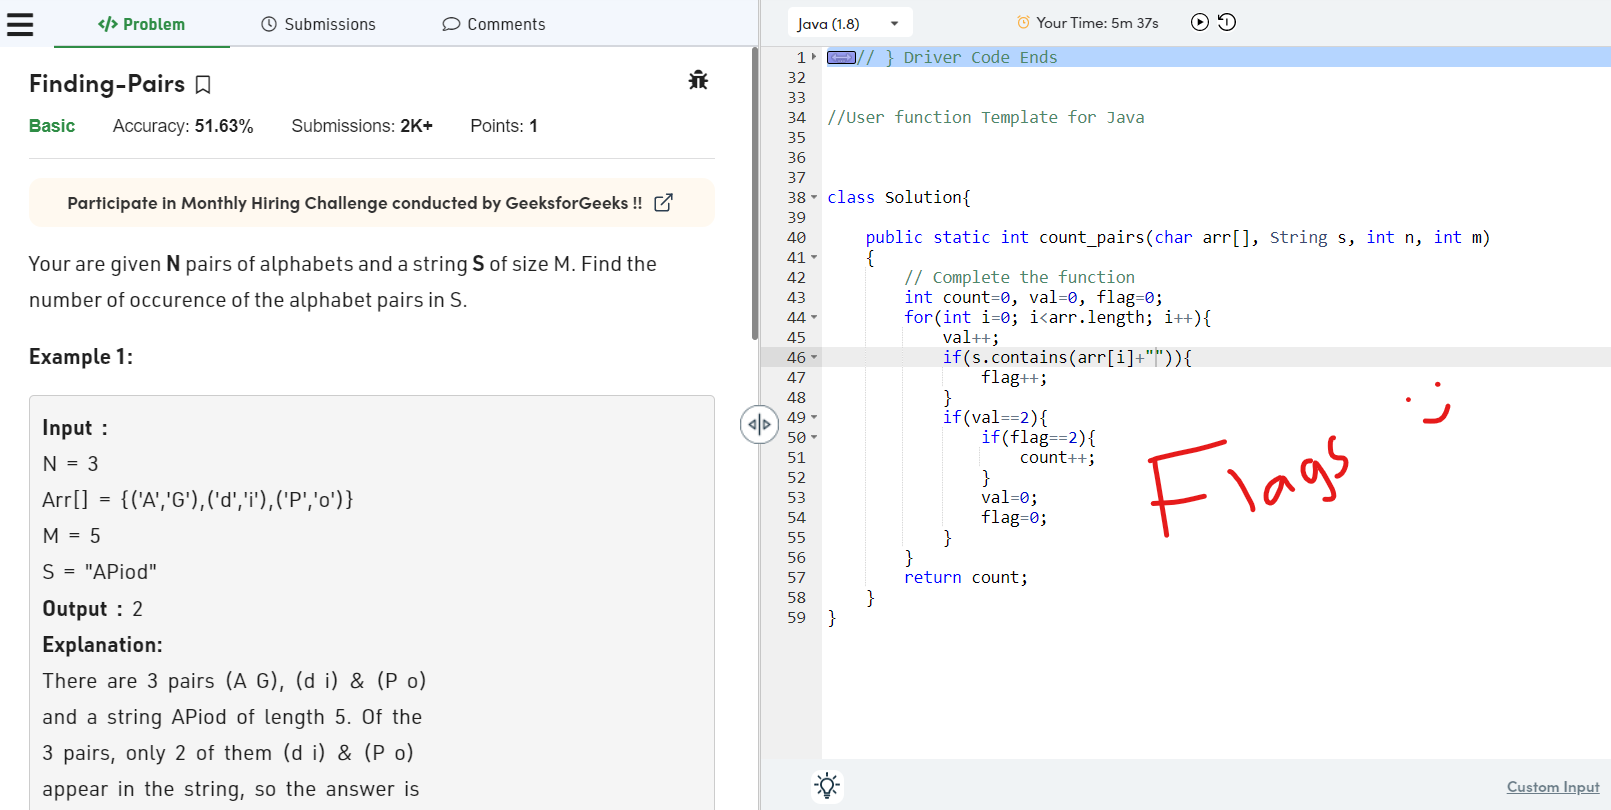 </> Problem
Submissions
Comments
Finding-Pairs
Basic Accuracy: 51.63% Submissions: 2K+ Points: 1
Participate in Monthly Hiring Challenge conducted by GeeksforGeeks !!
Your are given N pairs of alphabets and a string S of size M. Find the
number of occurence of the alphabet pairs in S.
Example 1:
Input :
N = 3
Arr[] = {('A','G'),('d','i'),('P','o')}
M = 5
S = "APiod"
Output : 2
Explanation:
There are 3 pairs (A G), (d i) & (P o)
and a string APiod of length 5. Of the
3 pairs, only 2 of them (d i) & (P o)
appear in the string, so the answer is
Java (1.8)
Your Time: 5m 37s
1 // } Driver Code Ends
32
33
34 //User function Template for Java
35
36
37
38 class Solution{
39
40 public static int count_pairs(char arr[], String s, int n, int m)
41 {
42 // Complete the function
43 int count=0, val=0, flag=0;
44 for(int i=0; i<arr.length; i++){
45 val++;
46 if(s.contains(arr[i]+"")){
47 flag++;
48 }
49 if(val==2){
50 if(flag==2){
51 count++;
52 }
53 val=0;
54 flag=0;
55 }
56 }
57 return count;
58 }
59 }
Flags
Custom Input